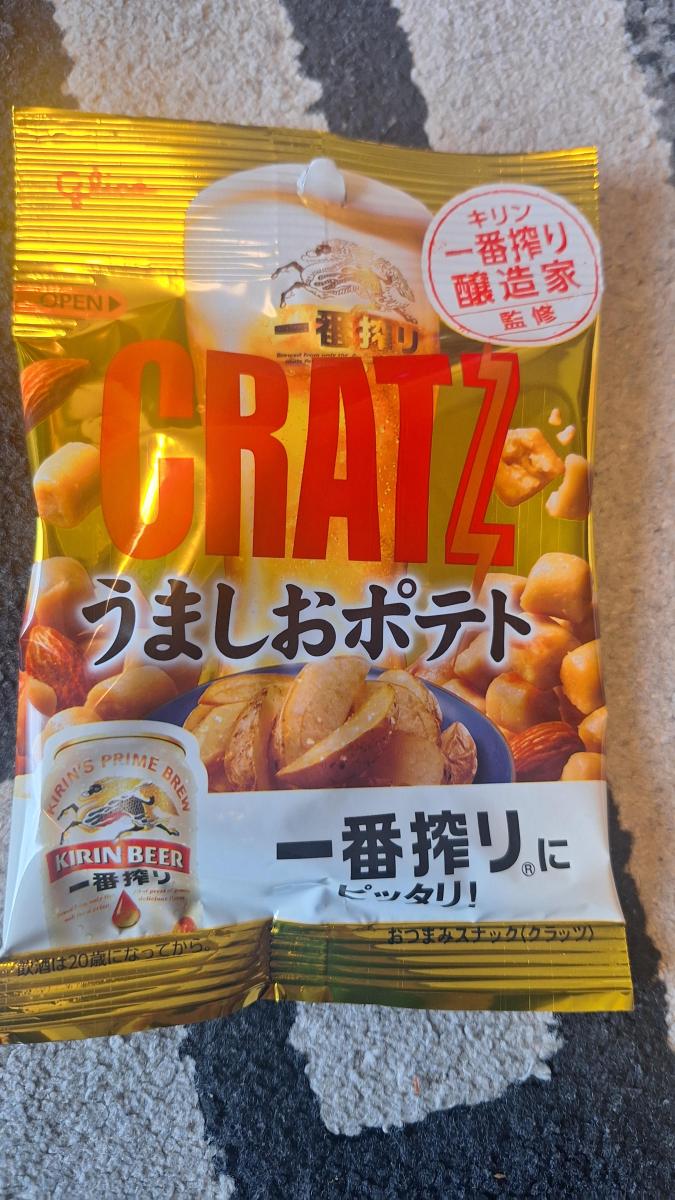 Glico
キリン
一番搾り
醸造家
監修
OPEN
一番搾り
CRATZ
うましおポテト
KIRIN'S PRIME BREW
KIRIN BEER
一番搾り
一番搾り®に
ピッタリ!
おつまみスナック(クラッツ)
飲酒は20歳になってから。